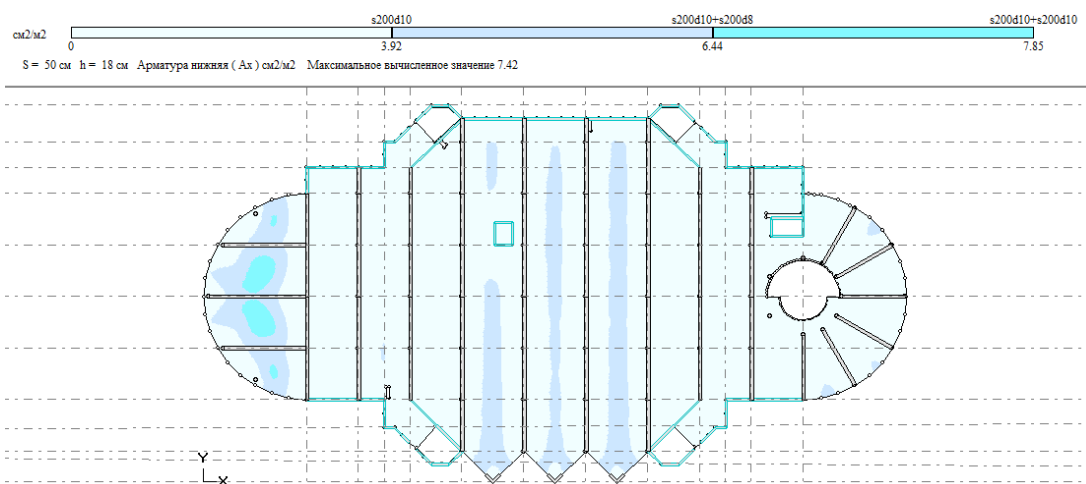 s200d10 s200d10+s200d8 s200d10+s200d10
см2/м2
0 3.92 6.44 7.85
S = 50 см h = 18 см Арматура нижняя ( Ax ) см2/м2 Максимальное вычисленное значение 7.42
Y
X